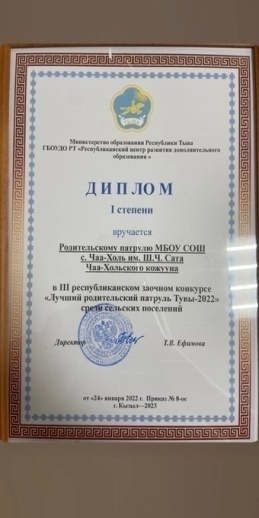 Министерство образования Республики Тыва
ГБОУДО РТ «Республиканский центр развития дополнительного
образования »
ДИПЛОМ
I степени
вручается
Родительскому патрулю МБОУ СОШ
с. Чаа-Холь им. Ш.Ч. Сата
Чаа-Хольского кожууна
в III республиканском заочном конкурсе
«Лучший родительский патруль Тувы-2022»
среди сельских поселений
Директор Т.В. Ефимова
от «24» января 2022 г. Приказ № 8-ое
г. Кызыл—2023